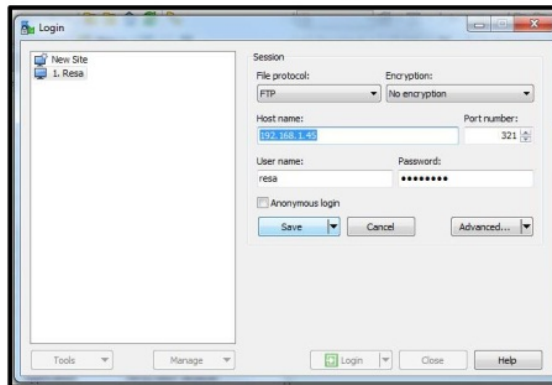 Login
New Site
1. Resa
Session
File protocol:
Encryption:
FTP
No encryption
Host name:
Port number:
192.168.1.45
321
User name:
Password:
resa
●●●●●●●●
Anonymous login
Save
Cancel
Advanced...
Tools
Manage
Login
Close
Help